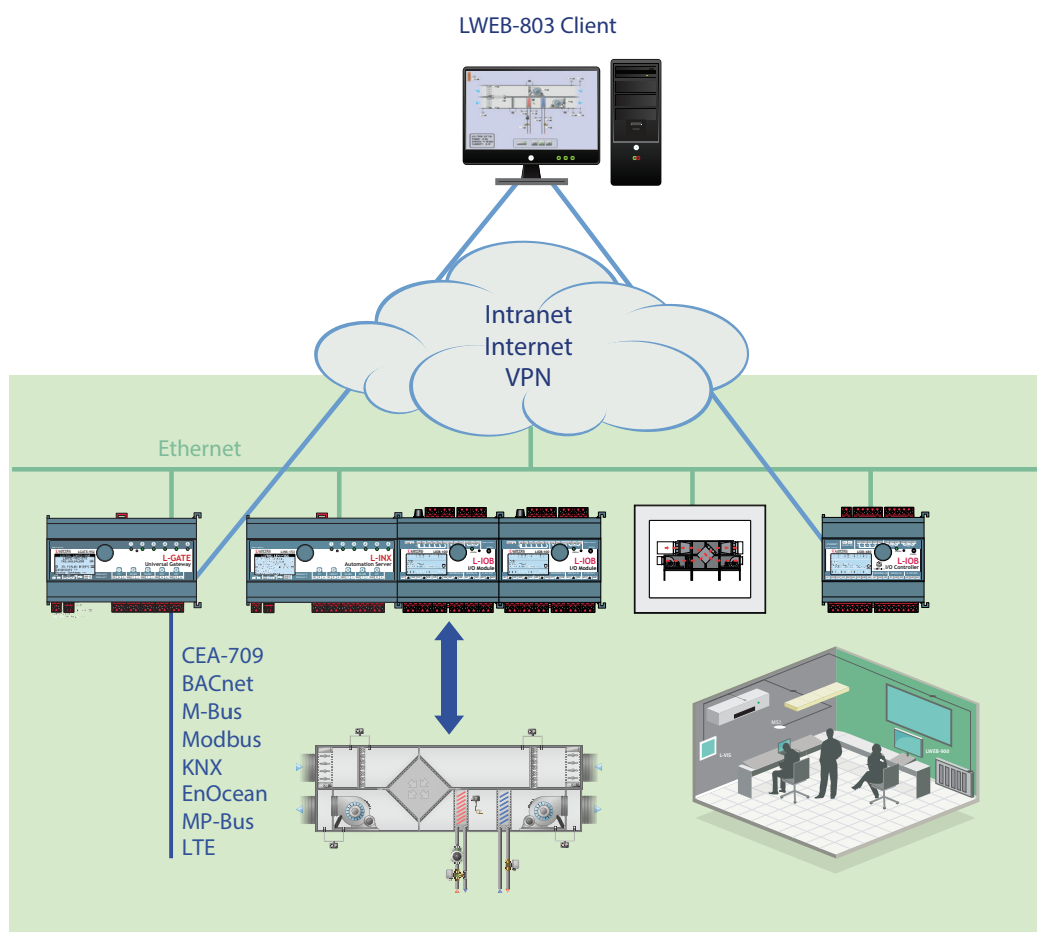 LWEB-803 Client
Intranet
Internet
VPN
Ethernet
L-GATE
Universal Gateway
L-INX
Automation Server
L-IOB
I/O Module
L-IOB
I/O Module
L-IOB
I/O Controller
CEA-709
BACnet
M-Bus
Modbus
KNX
EnOcean
MP-Bus
LTE
L-VIS
LWEB-900